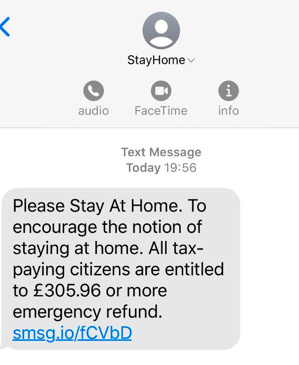 StayHome
audio
FaceTime
info
Text Message
Today 19:56
Please Stay At Home. To
encourage the notion of
staying at home. All tax-
paying citizens are entitled
to £305.96 or more
emergency refund.
smsg.io/fCVbD